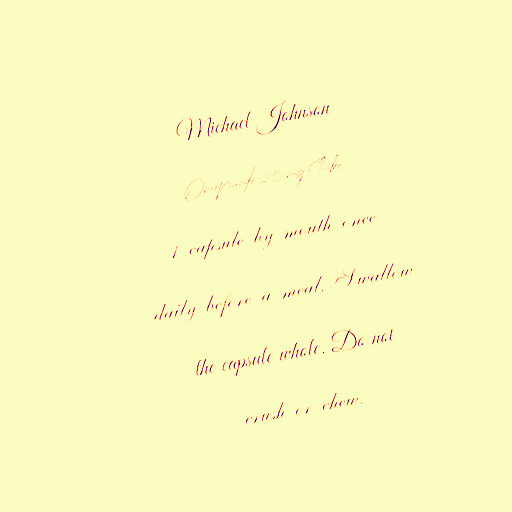 Michael Johnson
Omeprazole 20 mg Take
1 capsule by mouth once
daily before a meal. Swallow
the capsule whole. Do not
crush or chew.